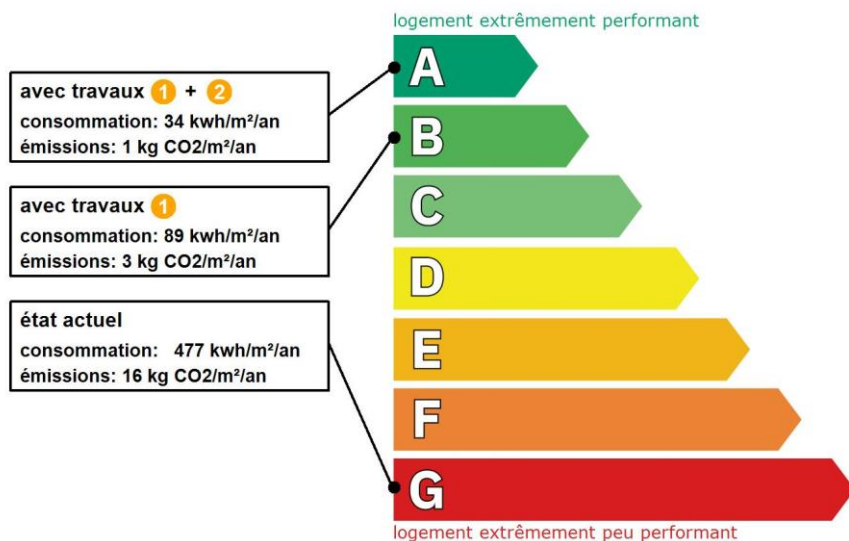 logement extrêmement performant
avec travaux 1 + 2
consommation: 34 kwh/m²/an
émissions: 1 kg CO2/m²/an
avec travaux 1
consommation: 89 kwh/m²/an
émissions: 3 kg CO2/m²/an
état actuel
consommation: 477 kwh/m²/an
émissions: 16 kg CO2/m²/an
A
B
C
D
E
F
G
logement extrêmement peu performant